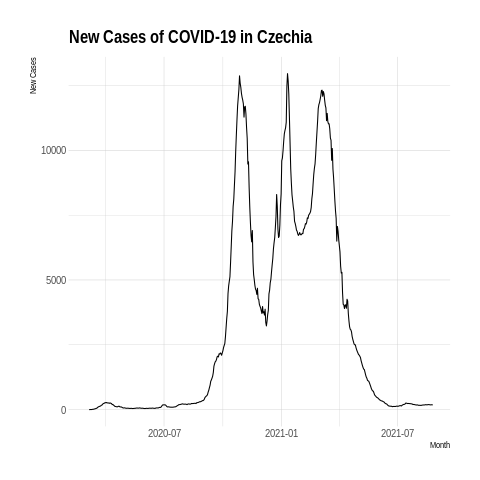 New Cases of COVID-19 in Czechia
New Cases
10000
5000
0
2020-07
2021-01
2021-07
Month